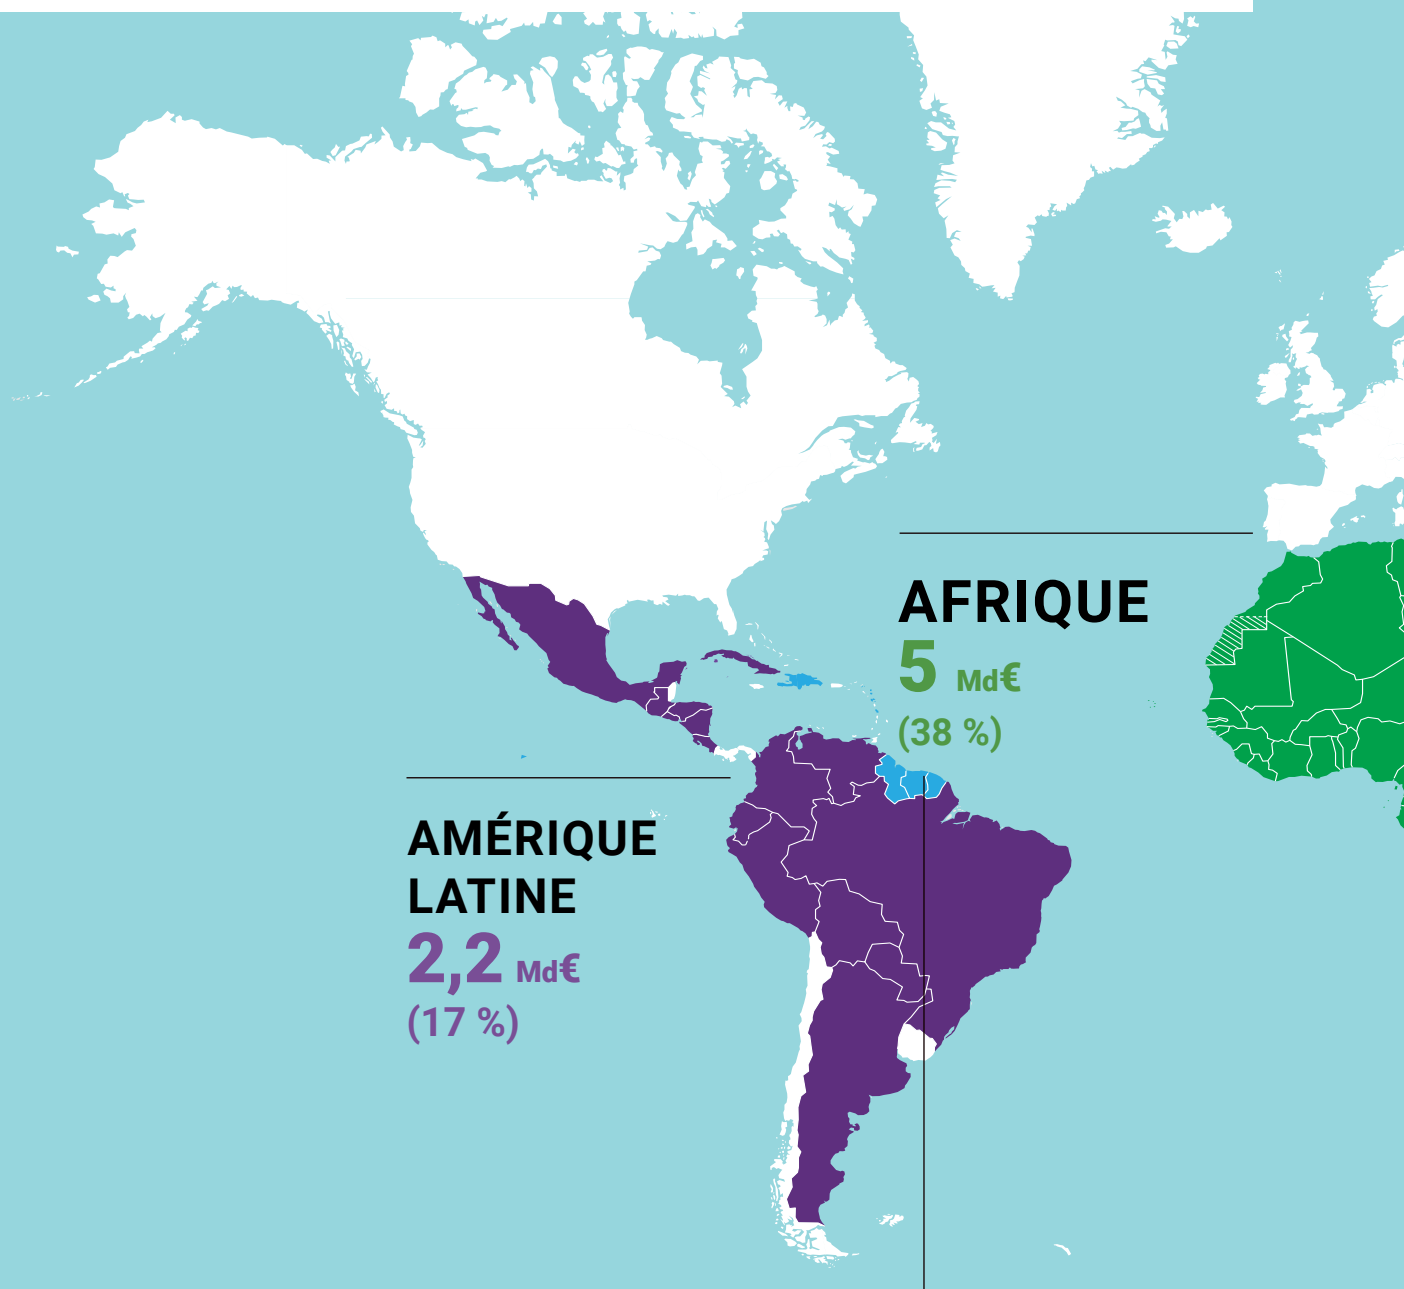 AFRIQUE
5 Md€
(38 %)
AMÉRIQUE
LATINE
2,2 Md€
(17 %)